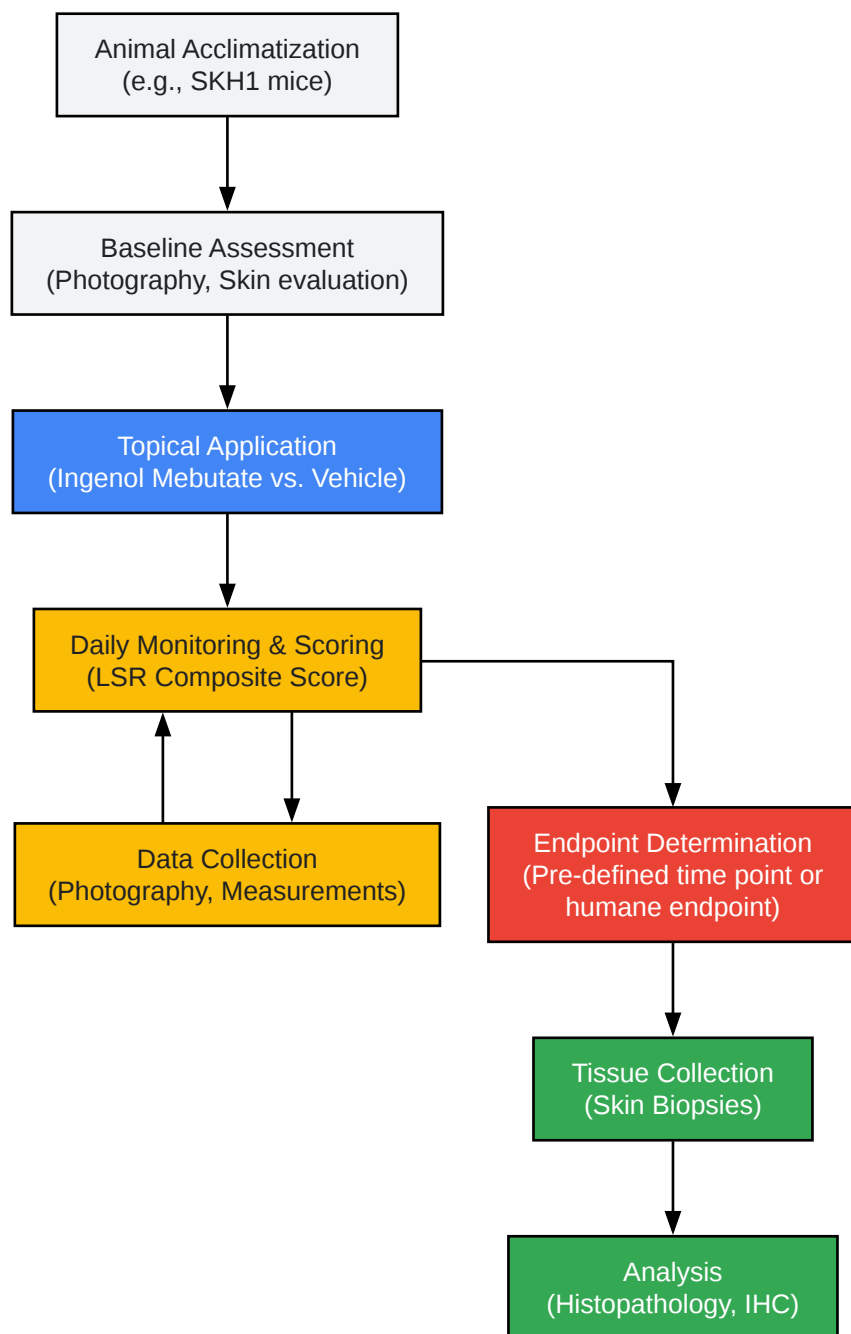 Animal Acclimatization
(e.g., SKH1 mice)
Baseline Assessment
(Photography, Skin evaluation)
Topical Application
(Ingenol Mebutate vs. Vehicle)
Daily Monitoring & Scoring
(LSR Composite Score)
Data Collection
(Photography, Measurements)
Endpoint Determination
(Pre-defined time point or
humane endpoint)
Tissue Collection
(Skin Biopsies)
Analysis
(Histopathology, IHC)